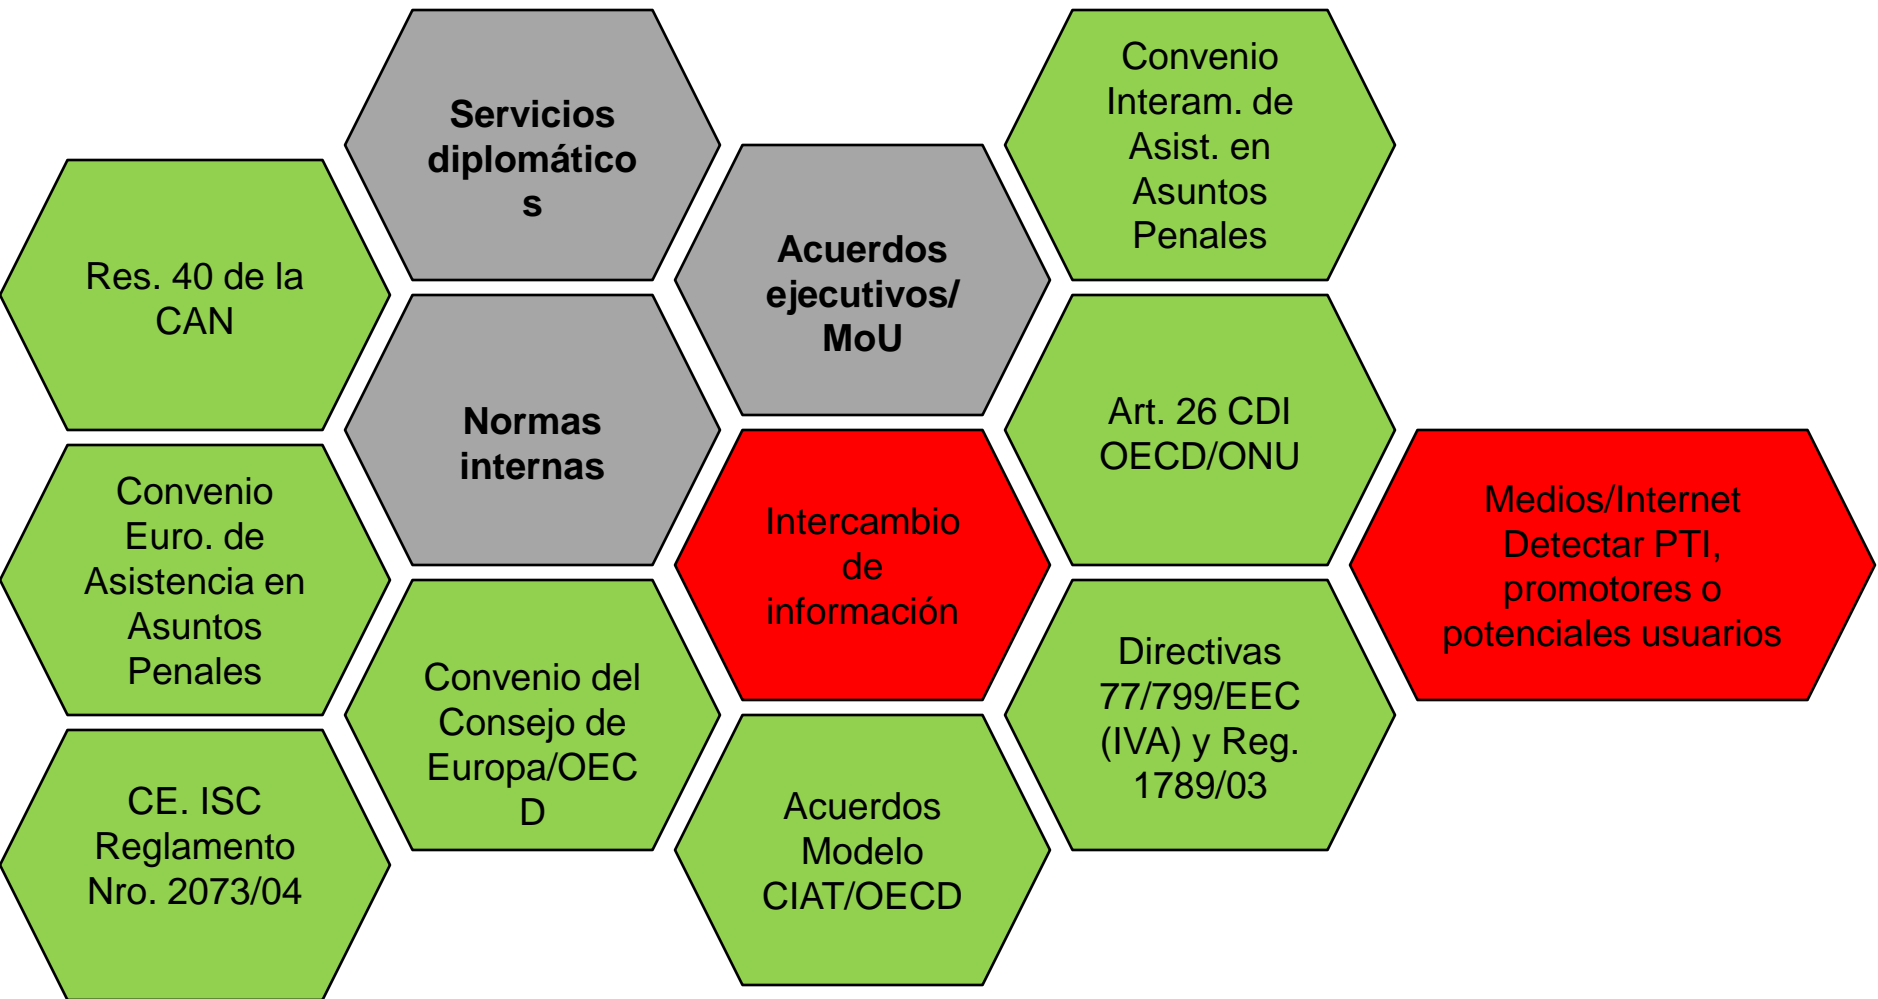 Servicios
diplomático
s
Convenio
Interam. de
Asist. en
Asuntos
Penales
Res. 40 de la
CAN
Acuerdos
ejecutivos/
MoU
Normas
internas
Art. 26 CDI
OECD/ONU
Convenio
Euro. de
Asistencia en
Asuntos
Penales
Intercambio
de
información
Medios/Internet
Detectar PTI,
promotores o
potenciales usuarios
Convenio del
Consejo de
Europa/OEC
D
Directivas
77/799/EEC
(IVA) y Reg.
1789/03
CE. ISC
Reglamento
Nro. 2073/04
Acuerdos
Modelo
CIAT/OECD